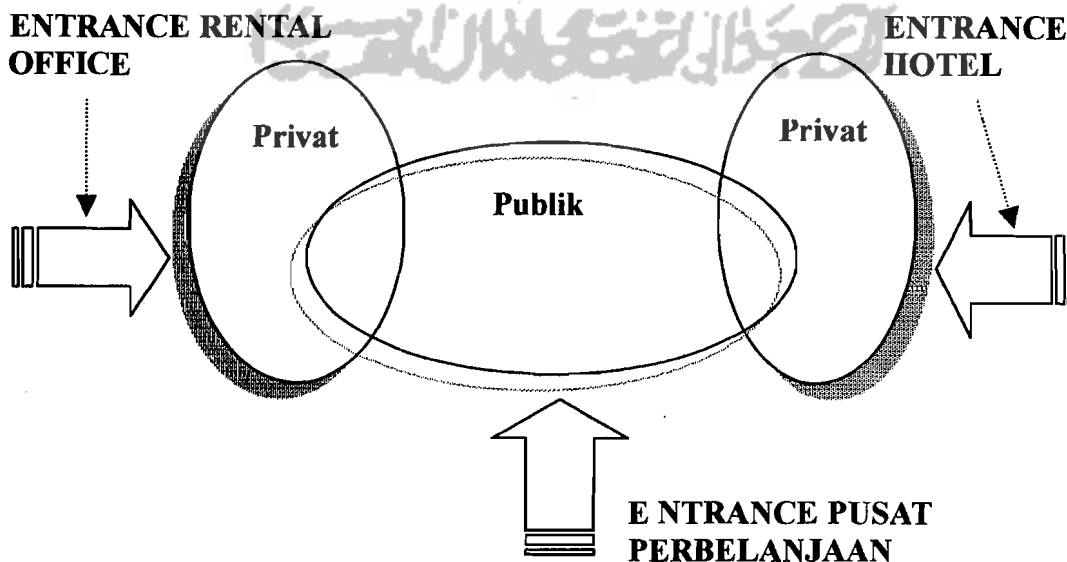 ENTRANCE RENTAL
OFFICE
ENTRANCE
HOTEL
Privat
Privat
Publik
E NTRANCE PUSAT
PERBELANJAAN